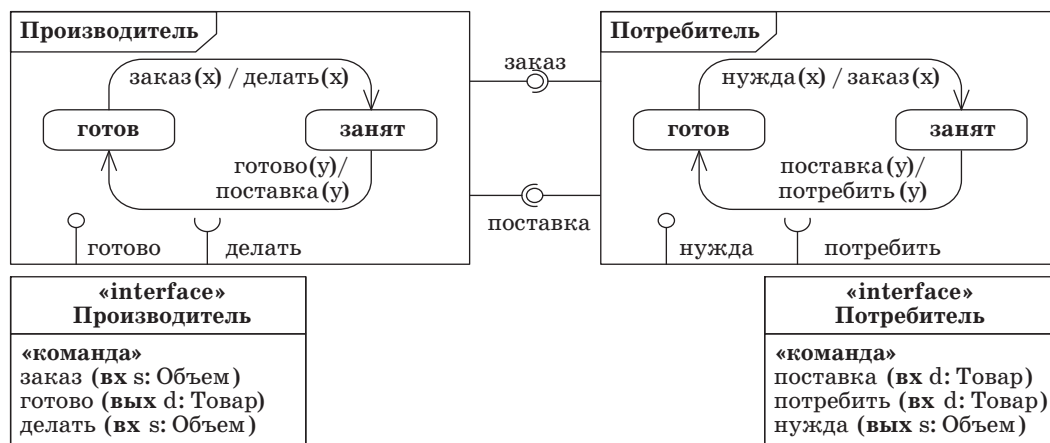 Производитель
заказ(x) / делать(x)
готов
занят
готово(y)/
поставка(y)
готово
делать
заказ
поставка
Потребитель
нужда(x) / заказ(x)
готов
занят
поставка(y)/
потребить(y)
нужда
потребить
«interface»
Производитель
«команда»
заказ (вх s: Объем)
готово (вых d: Товар)
делать (вх s: Объем)
«interface»
Потребитель
«команда»
поставка (вх d: Товар)
потребить (вх d: Товар)
нужда (вых s: Объем)